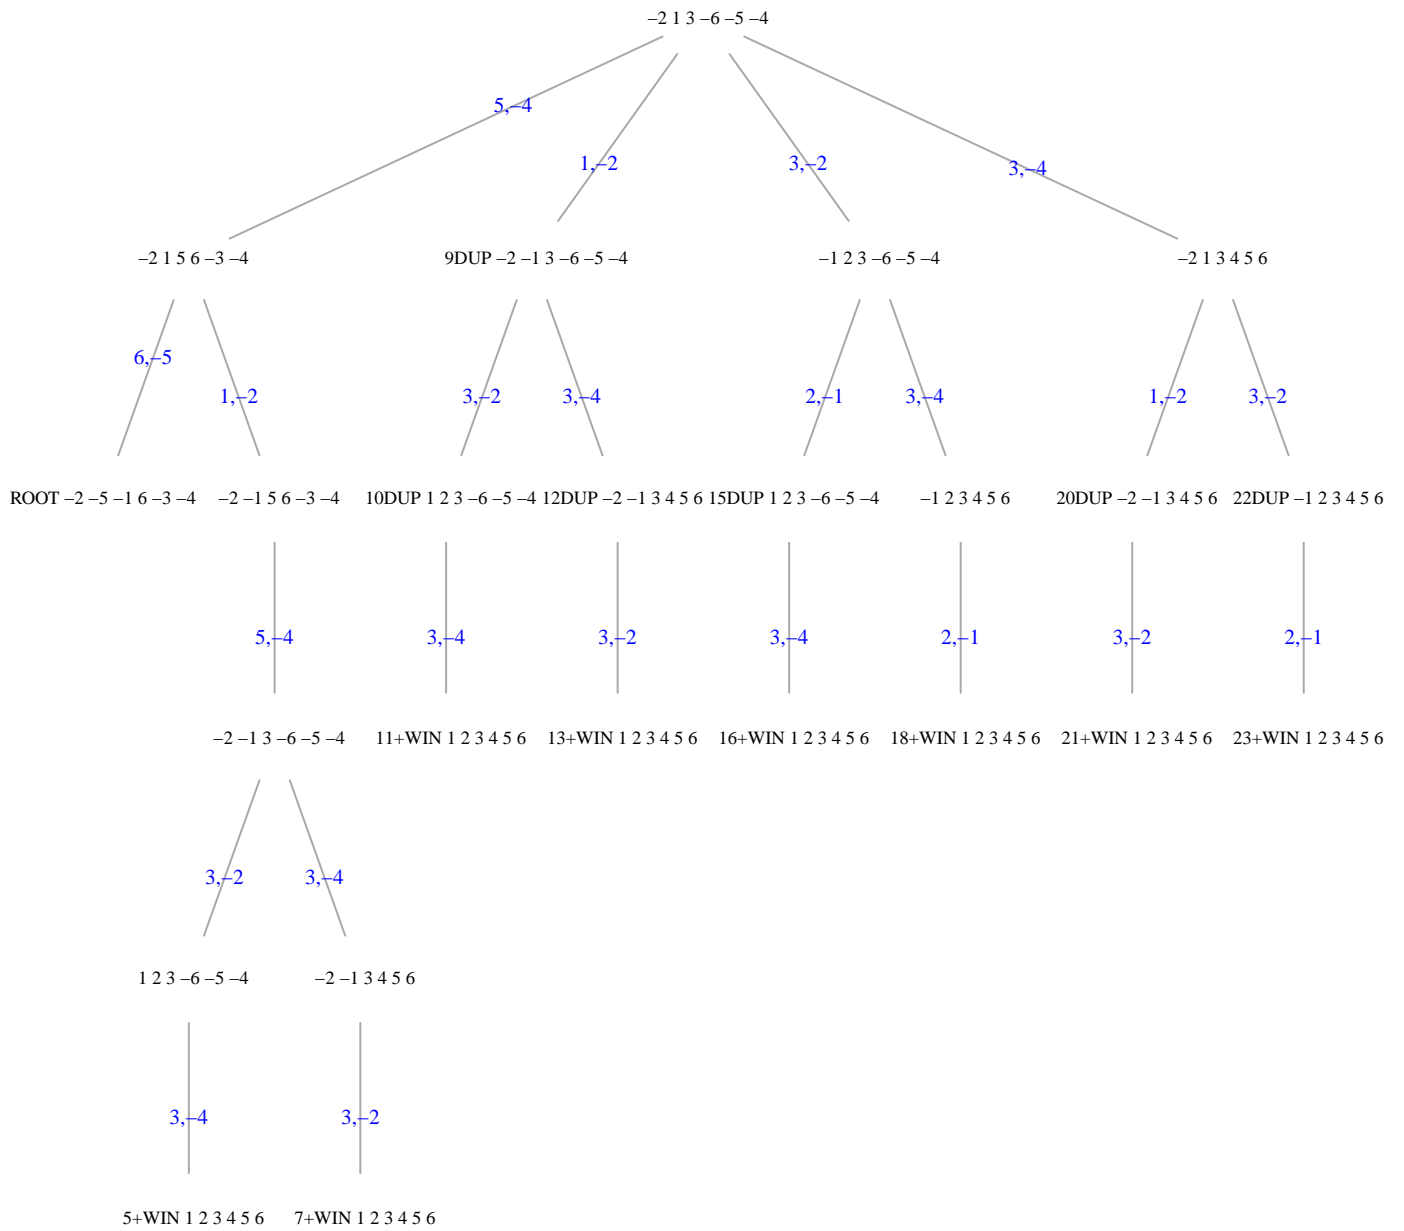 –2 1 3 –6 –5 –4
5,–4
1,–2
3,–2
3,–4
–2 1 5 6 –3 –4
9DUP –2 –1 3 –6 –5 –4
–1 2 3 –6 –5 –4
–2 1 3 4 5 6
6,–5
1,–2
3,–2
3,–4
2,–1
3,–4
1,–2
3,–2
ROOT –2 –5 –1 6 –3 –4
–2 –1 5 6 –3 –4
10DUP 1 2 3 –6 –5 –4
12DUP –2 –1 3 4 5 6
15DUP 1 2 3 –6 –5 –4
–1 2 3 4 5 6
20DUP –2 –1 3 4 5 6
22DUP –1 2 3 4 5 6
5,–4
3,–4
3,–2
3,–4
2,–1
3,–2
2,–1
–2 –1 3 –6 –5 –4
11+WIN 1 2 3 4 5 6
13+WIN 1 2 3 4 5 6
16+WIN 1 2 3 4 5 6
18+WIN 1 2 3 4 5 6
21+WIN 1 2 3 4 5 6
23+WIN 1 2 3 4 5 6
3,–2
3,–4
1 2 3 –6 –5 –4
–2 –1 3 4 5 6
3,–4
3,–2
5+WIN 1 2 3 4 5 6
7+WIN 1 2 3 4 5 6